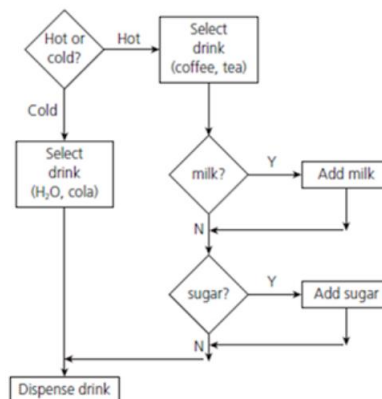 Hot or
cold?
Hot
Select
drink
(coffee, tea)
Cold
Select
drink
(H₂O, cola)
milk?
Y
Add milk
N
sugar?
Y
Add sugar
N
Dispense drink